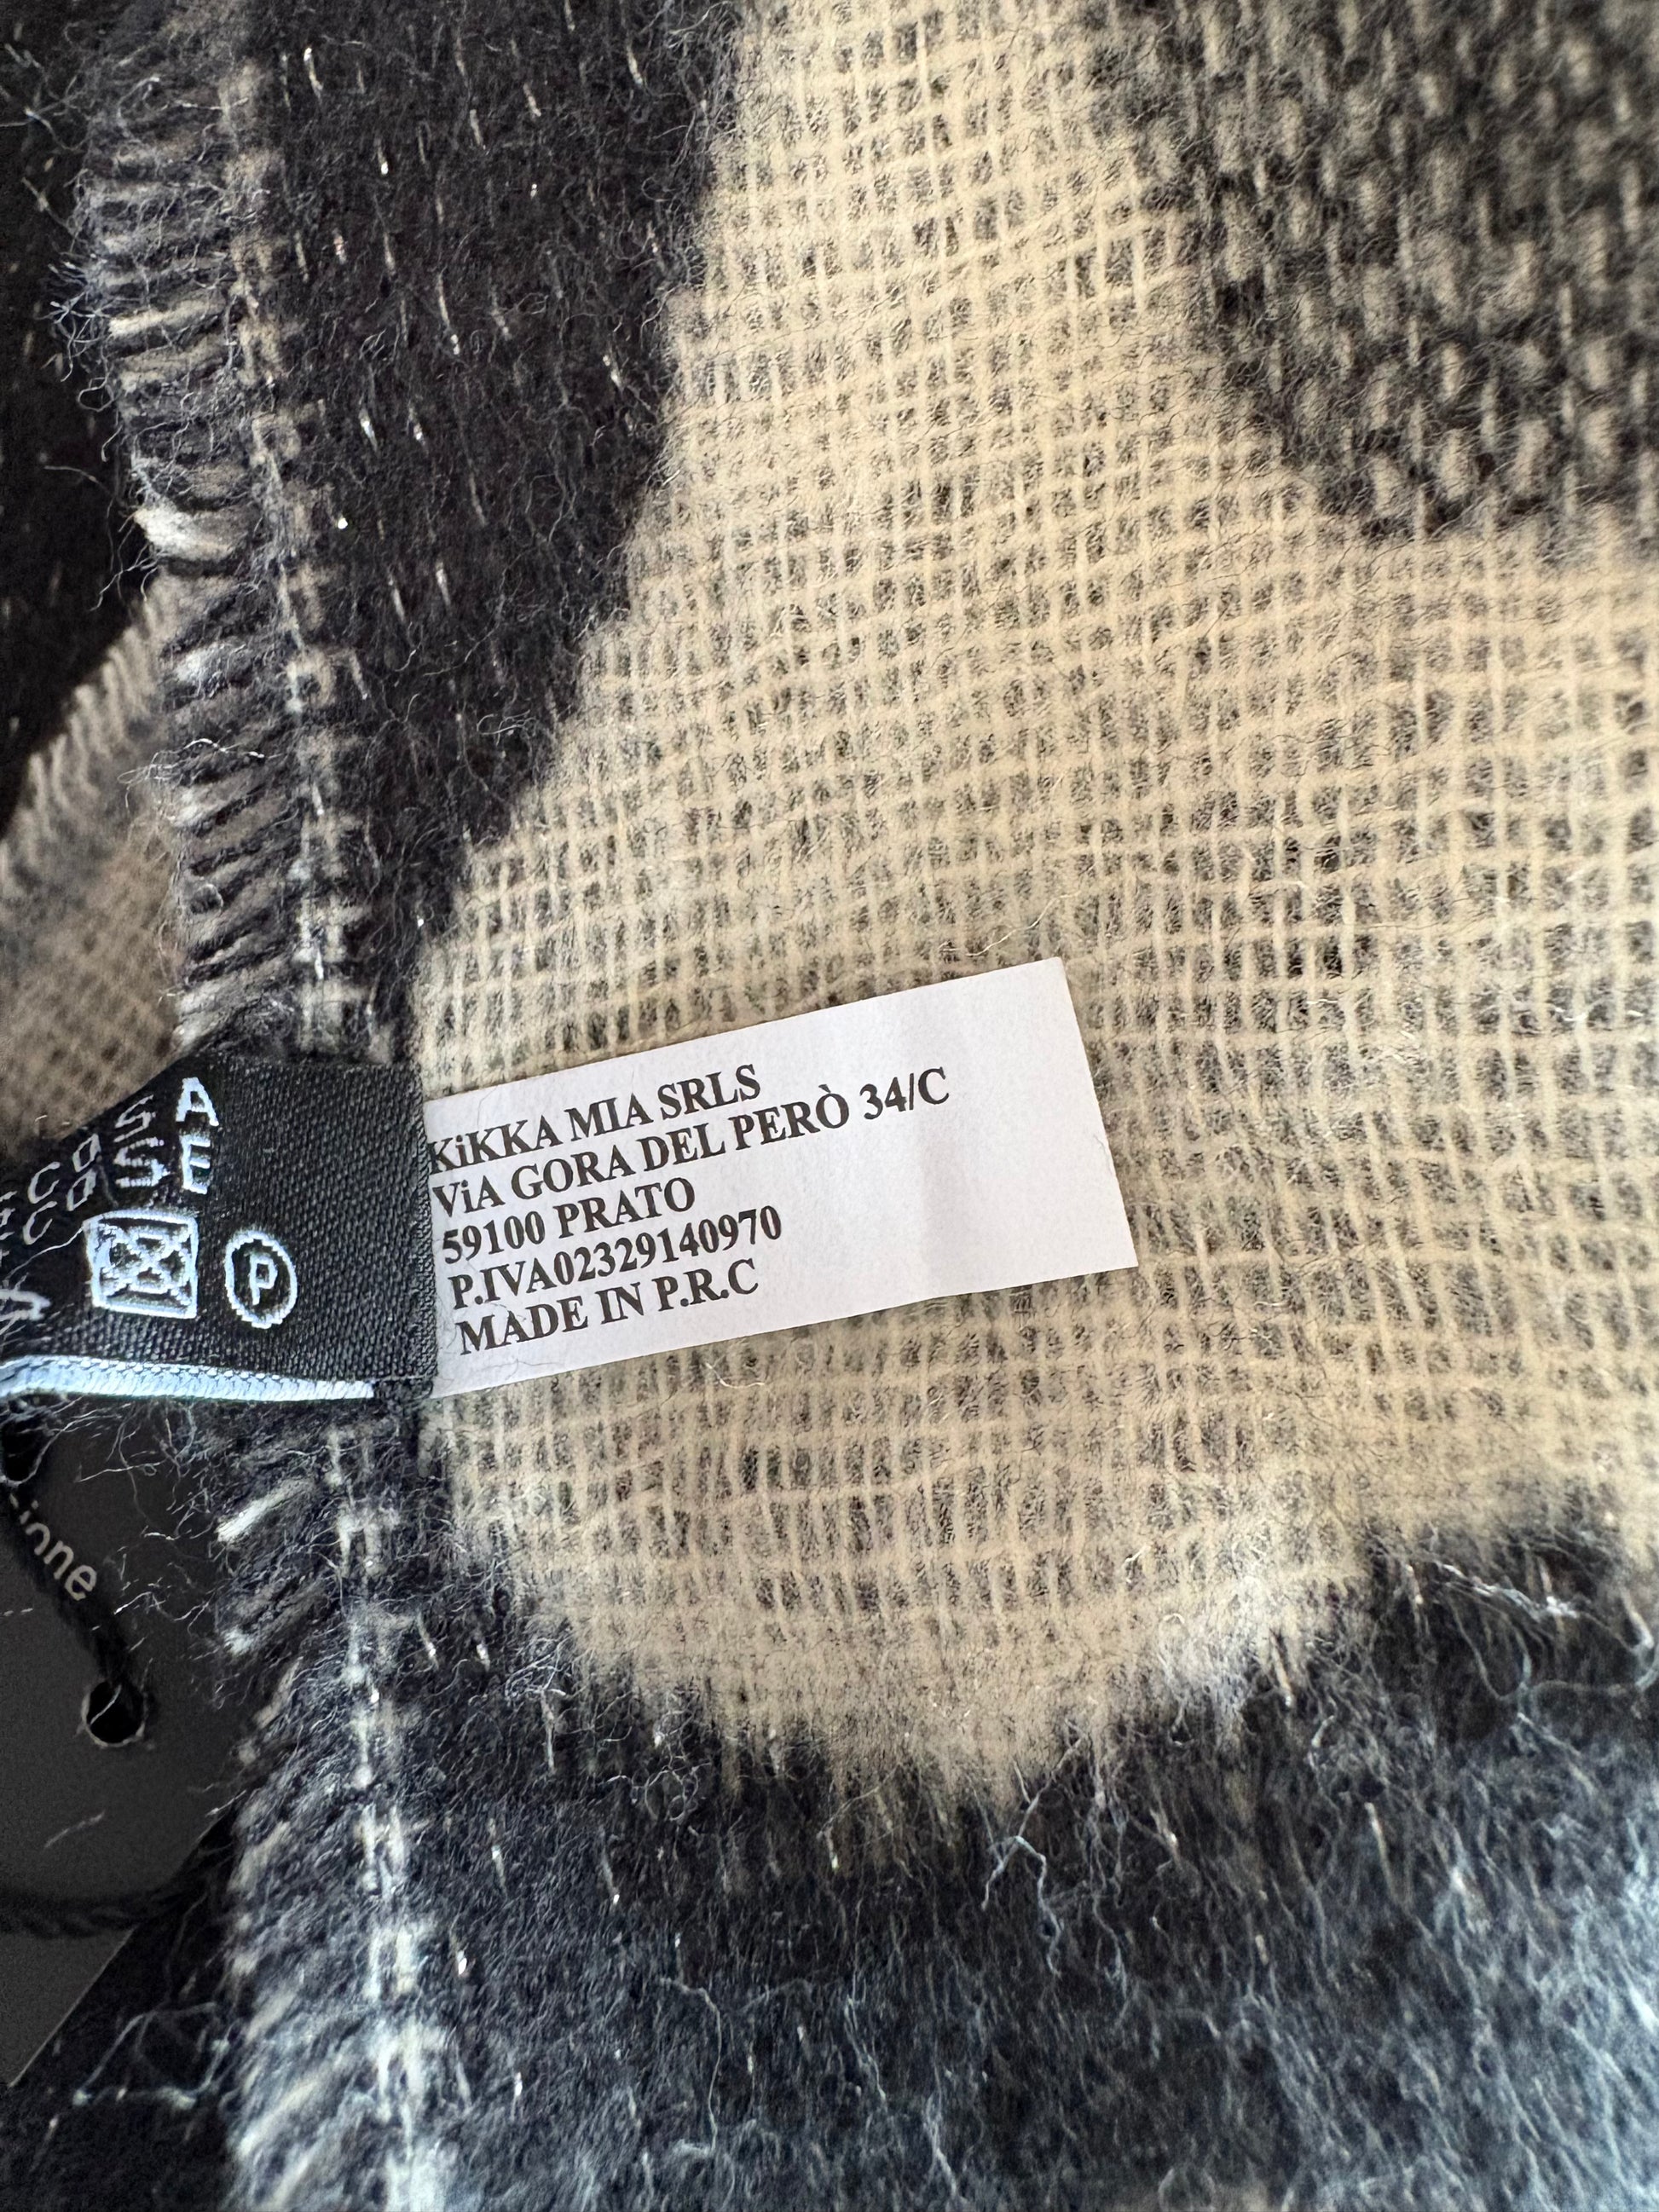 KiKKA MIA SRLS
ViA GORA DEL PERÒ 34/C
59100 PRATO
P.IVA02329140970
MADE IN P.R.C
P